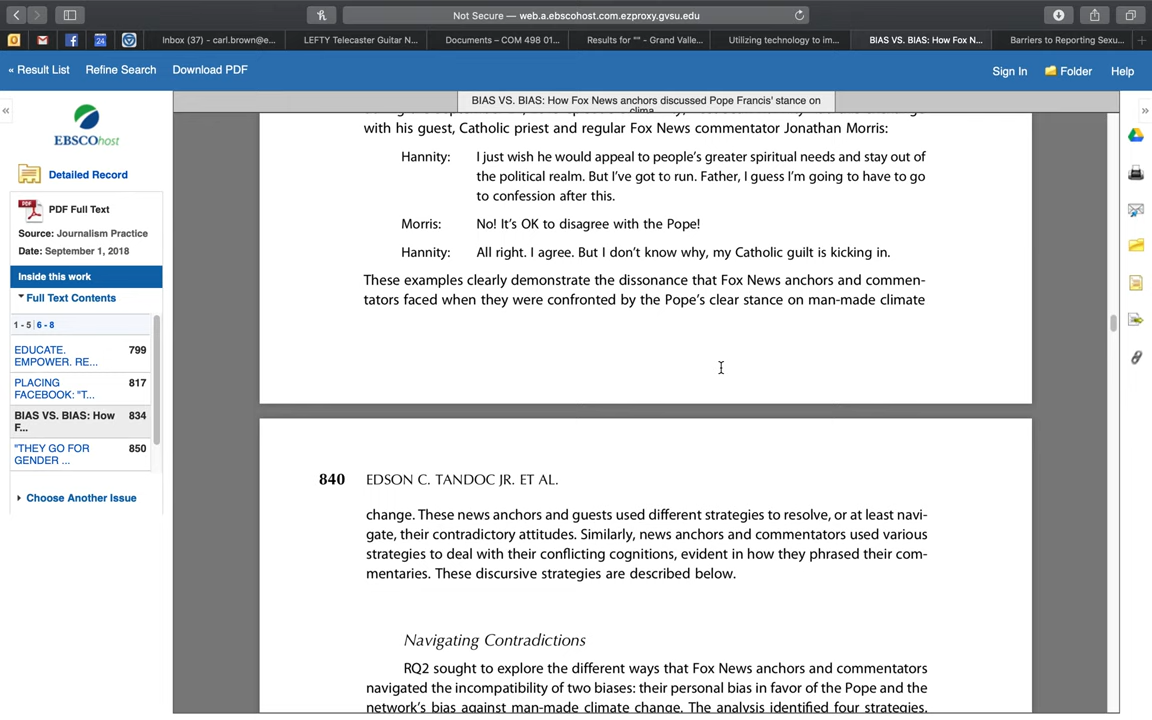 Not Secure — web.a.ebscohost.com.ezproxy.gvsu.edu
24
Inbox (37) - carl.brown@e...
LEFTY Telecaster Guitar N...
Documents – COM 498 01...
Results for "" - Grand Valle...
Utilizing technology to im...
BIAS VS. BIAS: How Fox N...
Barriers to Reporting Sexu...
« Result List
Refine Search
Download PDF
Sign In
Folder
Help
«
»
EBSCOhost
Detailed Record
PDF
PDF Full Text
Source: Journalism Practice
Date: September 1, 2018
Inside this work
Full Text Contents
1 - 5 | 6 - 8
EDUCATE. 799
EMPOWER. RE...
PLACING 817
FACEBOOK: "T...
BIAS VS. BIAS: How 834
F...
"THEY GO FOR 850
GENDER ...
Choose Another Issue
BIAS VS. BIAS: How Fox News anchors discussed Pope Francis' stance on
clima
with his guest, Catholic priest and regular Fox News commentator Jonathan Morris:
Hannity: I just wish he would appeal to people's greater spiritual needs and stay out of
the political realm. But I've got to run. Father, I guess I'm going to have to go
to confession after this.
Morris: No! It's OK to disagree with the Pope!
Hannity: All right. I agree. But I don't know why, my Catholic guilt is kicking in.
These examples clearly demonstrate the dissonance that Fox News anchors and commen-
tators faced when they were confronted by the Pope's clear stance on man-made climate
840 EDSON C. TANDOC JR. ET AL.
change. These news anchors and guests used different strategies to resolve, or at least navi-
gate, their contradictory attitudes. Similarly, news anchors and commentators used various
strategies to deal with their conflicting cognitions, evident in how they phrased their com-
mentaries. These discursive strategies are described below.
Navigating Contradictions
RQ2 sought to explore the different ways that Fox News anchors and commentators
navigated the incompatibility of two biases: their personal bias in favor of the Pope and the
network's bias against man-made climate change. The analysis identified four strategies.